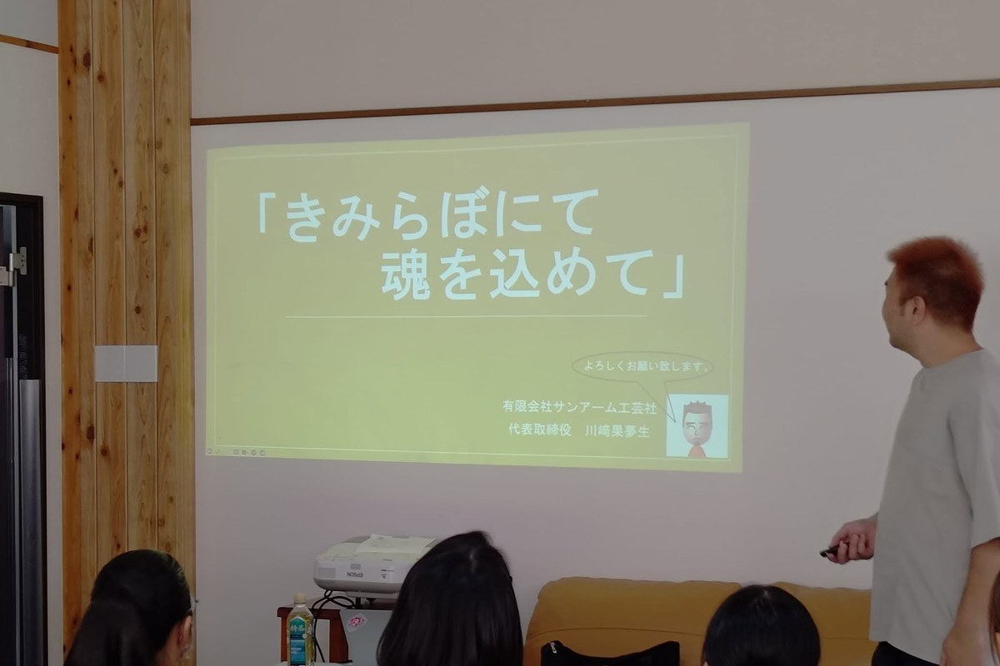 「きみらぼにて
魂を込めて」
よろしくお願い致します。
有限会社サンアーム工芸社
代表取締役　川﨑果夢生
EPSON